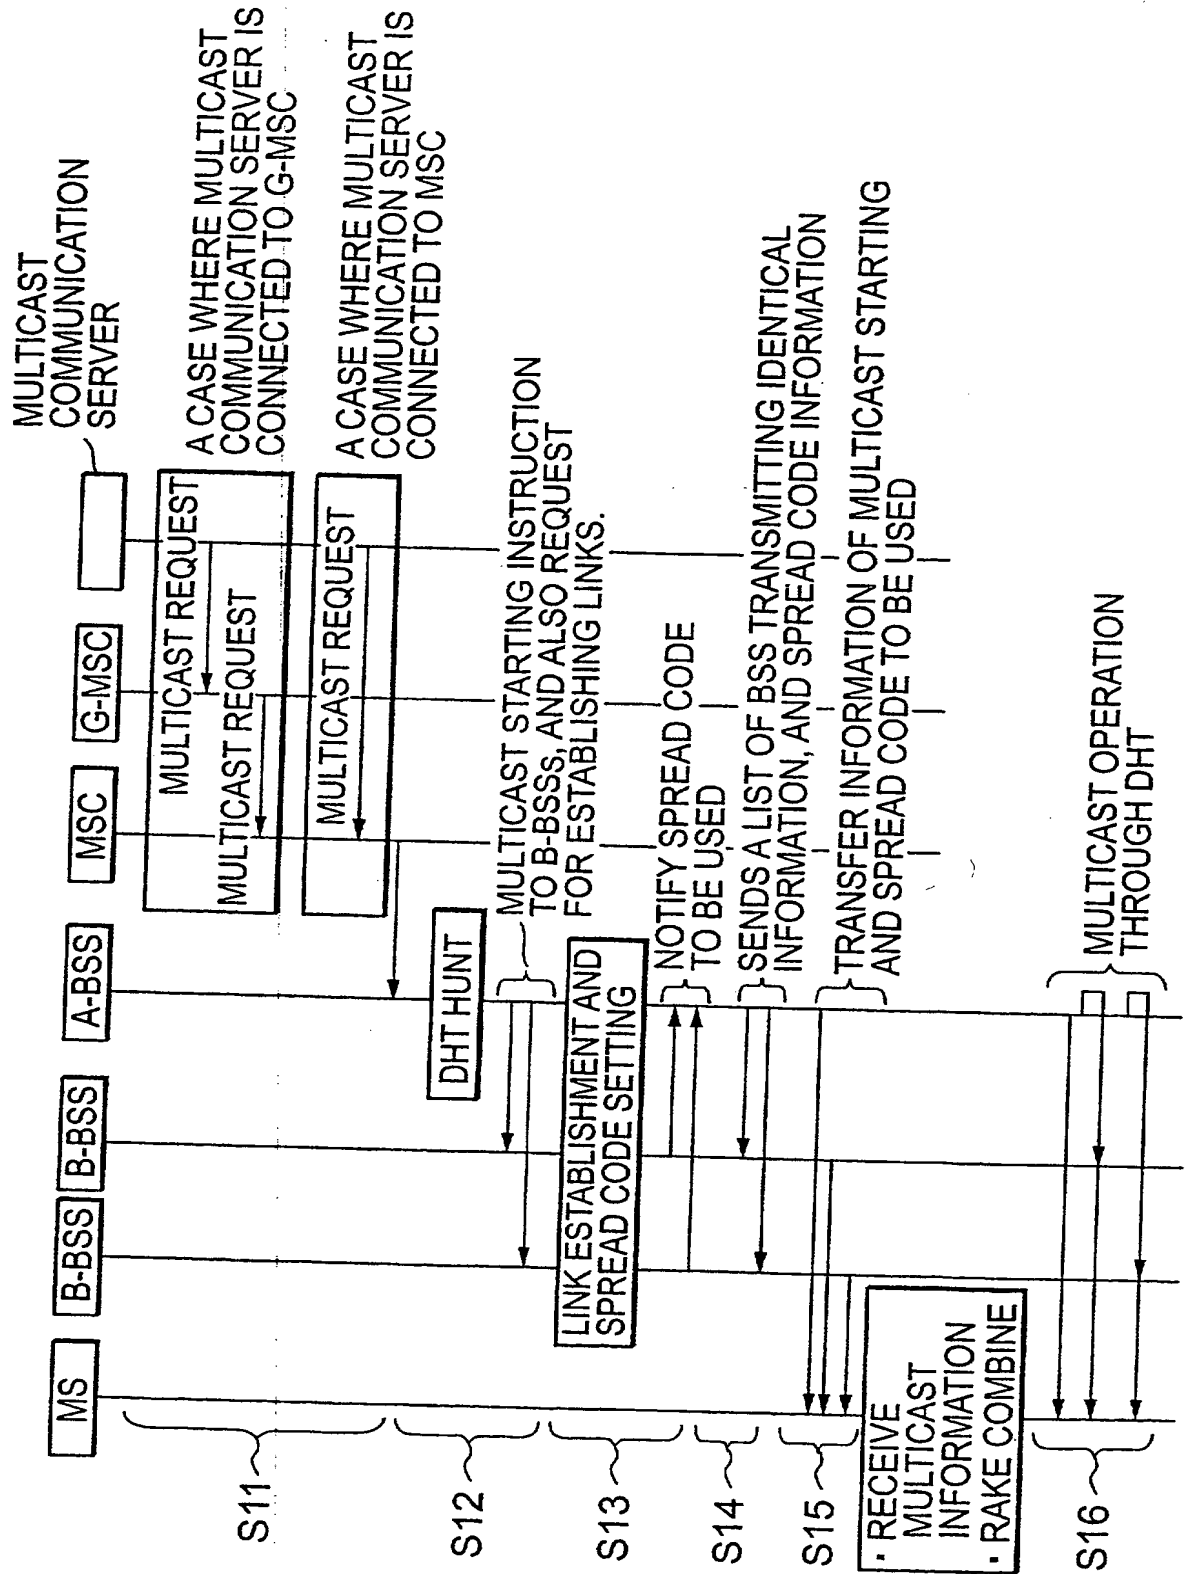 MULTICAST
COMMUNICATION
SERVER
MS
B-BSS
B-BSS
A-BSS
MSC
G-MSC
S11
MULTICAST REQUEST
MULTICAST REQUEST
A CASE WHERE MULTICAST
COMMUNICATION SERVER IS
CONNECTED TO G-MSC
MULTICAST REQUEST
A CASE WHERE MULTICAST
COMMUNICATION SERVER IS
CONNECTED TO MSC
S12
DHT HUNT
MULTICAST STARTING INSTRUCTION
TO B-BSSs, AND ALSO REQUEST
FOR ESTABLISHING LINKS.
S13
LINK ESTABLISHMENT AND
SPREAD CODE SETTING
NOTIFY SPREAD CODE
TO BE USED
S14
SENDS A LIST OF BSS TRANSMITTING IDENTICAL
INFORMATION, AND SPREAD CODE INFORMATION
S15
TRANSFER INFORMATION OF MULTICAST STARTING
AND SPREAD CODE TO BE USED
· RECEIVE
MULTICAST
INFORMATION
· RAKE COMBINE
S16
MULTICAST OPERATION
THROUGH DHT